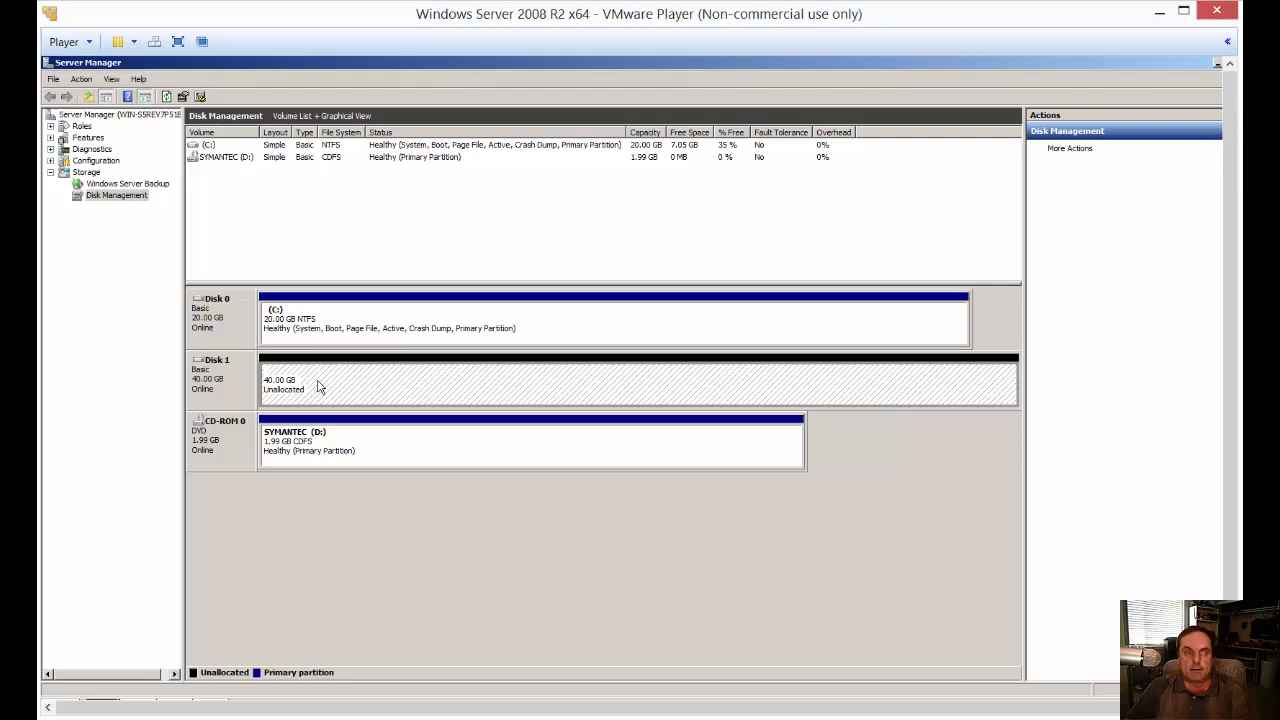 Windows Server 2008 R2 x64 - VMware Player (Non-commercial use only)
Player
Server Manager
File Action View Help
Server Manager (WIN-S5REV7P51E
Roles
Features
Diagnostics
Configuration
Storage
Windows Server Backup
Disk Management
Disk Management Volume List + Graphical View
Volume Layout Type File System Status Capacity Free Space % Free Fault Tolerance Overhead
(C:) Simple Basic NTFS Healthy (System, Boot, Page File, Active, Crash Dump, Primary Partition) 20.00 GB 7.05 GB 35 % No 0%
SYMANTEC (D:) Simple Basic CDFS Healthy (Primary Partition) 1.99 GB 0 MB 0 % No 0%
Disk 0
Basic
20.00 GB
Online
(C:)
20.00 GB NTFS
Healthy (System, Boot, Page File, Active, Crash Dump, Primary Partition)
Disk 1
Basic
40.00 GB
Online
40.00 GB
Unallocated
CD-ROM 0
DVD
1.99 GB
Online
SYMANTEC (D:)
1.99 GB CDFS
Healthy (Primary Partition)
Unallocated Primary partition
Actions
Disk Management
More Actions